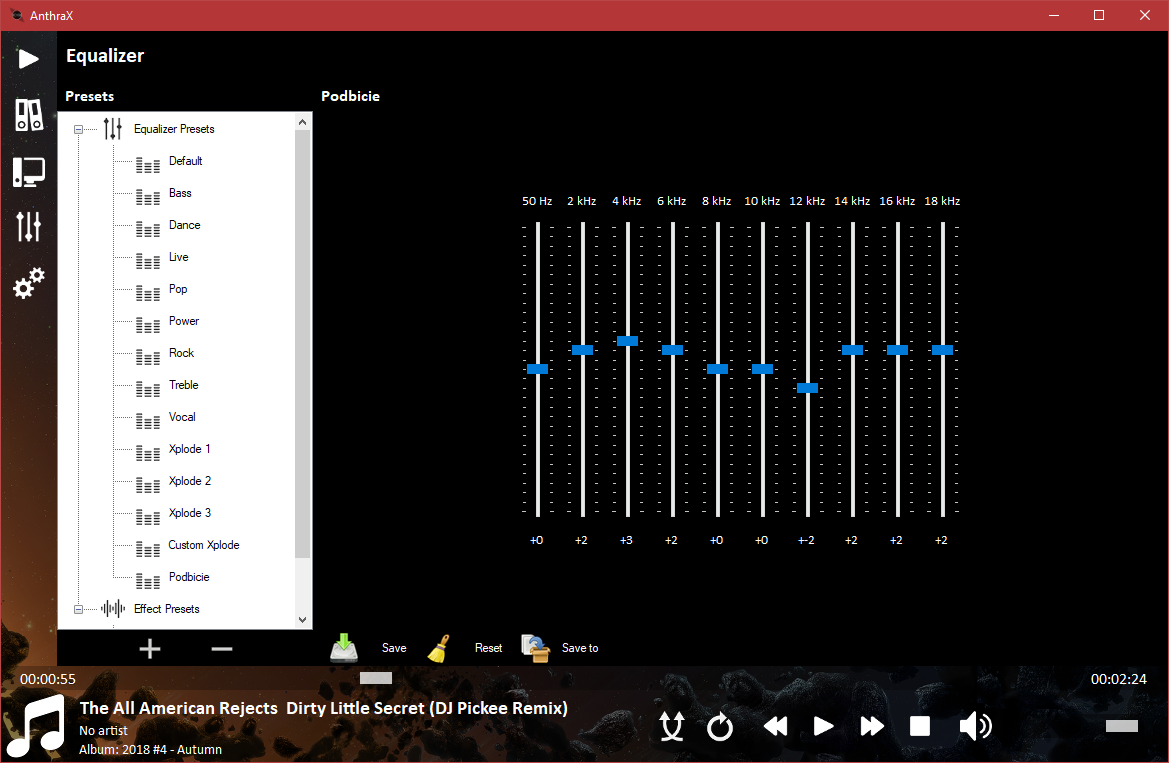 AnthraX
Equalizer
Presets
Podbicie
Equalizer Presets
Default
Bass
Dance
Live
Pop
Power
Rock
Treble
Vocal
Xplode 1
Xplode 2
Xplode 3
Custom Xplode
Podbicie
Effect Presets
50 Hz 2 kHz 4 kHz 6 kHz 8 kHz 10 kHz 12 kHz 14 kHz 16 kHz 18 kHz
+0 +2 +3 +2 +0 +0 +-2 +2 +2 +2
Save Reset Save to
00:00:55
00:02:24
The All American Rejects  Dirty Little Secret (DJ Pickee Remix)
No artist
Album: 2018 #4 - Autumn